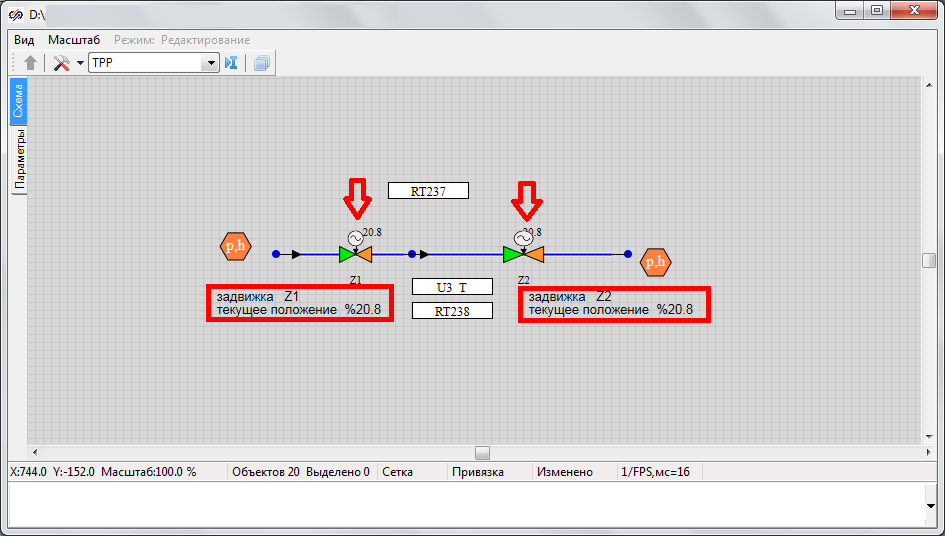 D:\
Вид Масштаб Режим: Редактирование
TPP
Схема
Параметры
RT237
20.8
20.8
p,h
p,h
Z1
Z2
U3 T
RT238
задвижка Z1
текущее положение %20.8
задвижка Z2
текущее положение %20.8
X:744.0 Y:-152.0 Масштаб:100.0 % Объектов 20 Выделено 0 Сетка Привязка Изменено 1/FPS,мс=16